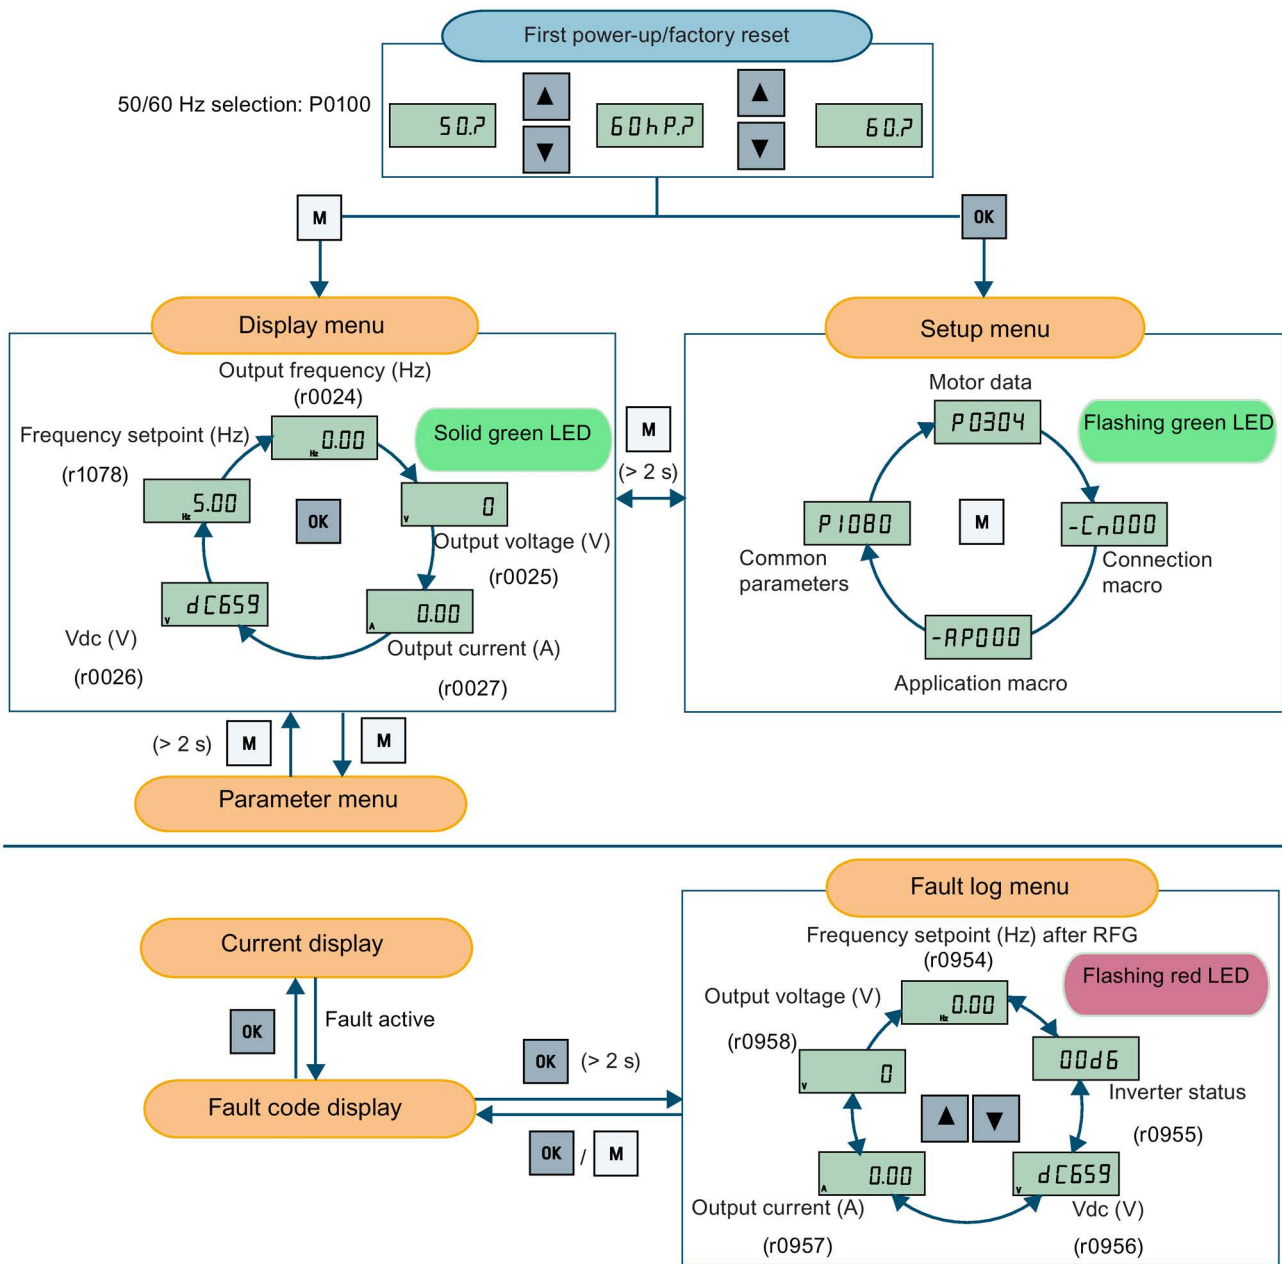 First power-up/factory reset
50/60 Hz selection: P0100
50.?
60hP.?
60.?
M
OK
Display menu
Output frequency (Hz)
(r0024)
Hz 0.00
Solid green LED
Frequency setpoint (Hz)
(r1078)
Hz 5.00
OK
V 0
Output voltage (V)
(r0025)
V dC659
Vdc (V)
(r0026)
A 0.00
Output current (A)
(r0027)
M
(> 2 s)
Setup menu
Motor data
P0304
Flashing green LED
P1080
Common
parameters
M
-Cn000
Connection
macro
-AP000
Application macro
(> 2 s)
M
M
Parameter menu
Current display
OK
Fault active
Fault code display
OK
(> 2 s)
OK / M
Fault log menu
Frequency setpoint (Hz) after RFG
(r0954)
Hz 0.00
Flashing red LED
Output voltage (V)
(r0958)
V 0
00d6
Inverter status
(r0955)
▲
▼
A 0.00
Output current (A)
(r0957)
V dC659
Vdc (V)
(r0956)